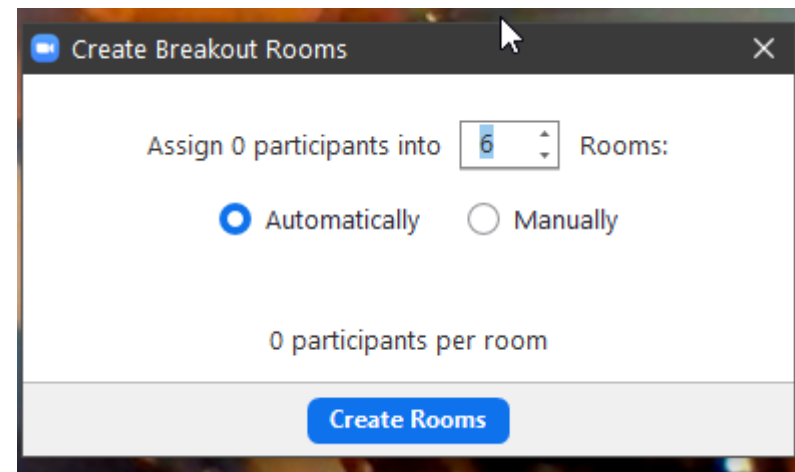 Create Breakout Rooms
Assign 0 participants into 6 Rooms:
Automatically Manually
0 participants per room
Create Rooms